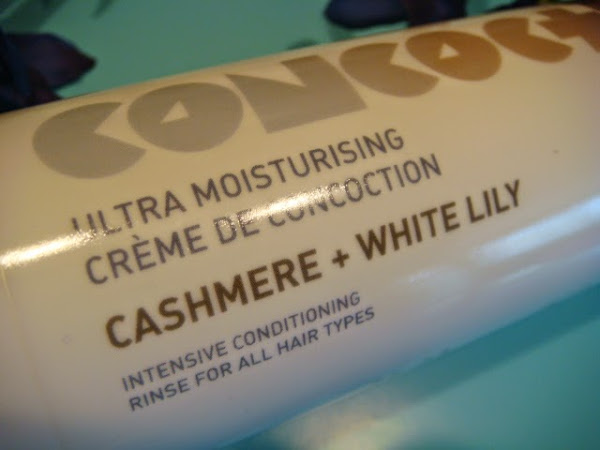 CONCOCT
ULTRA MOISTURISING
CRÈME DE CONCOCTION
CASHMERE + WHITE LILY
INTENSIVE CONDITIONING
RINSE FOR ALL HAIR TYPES